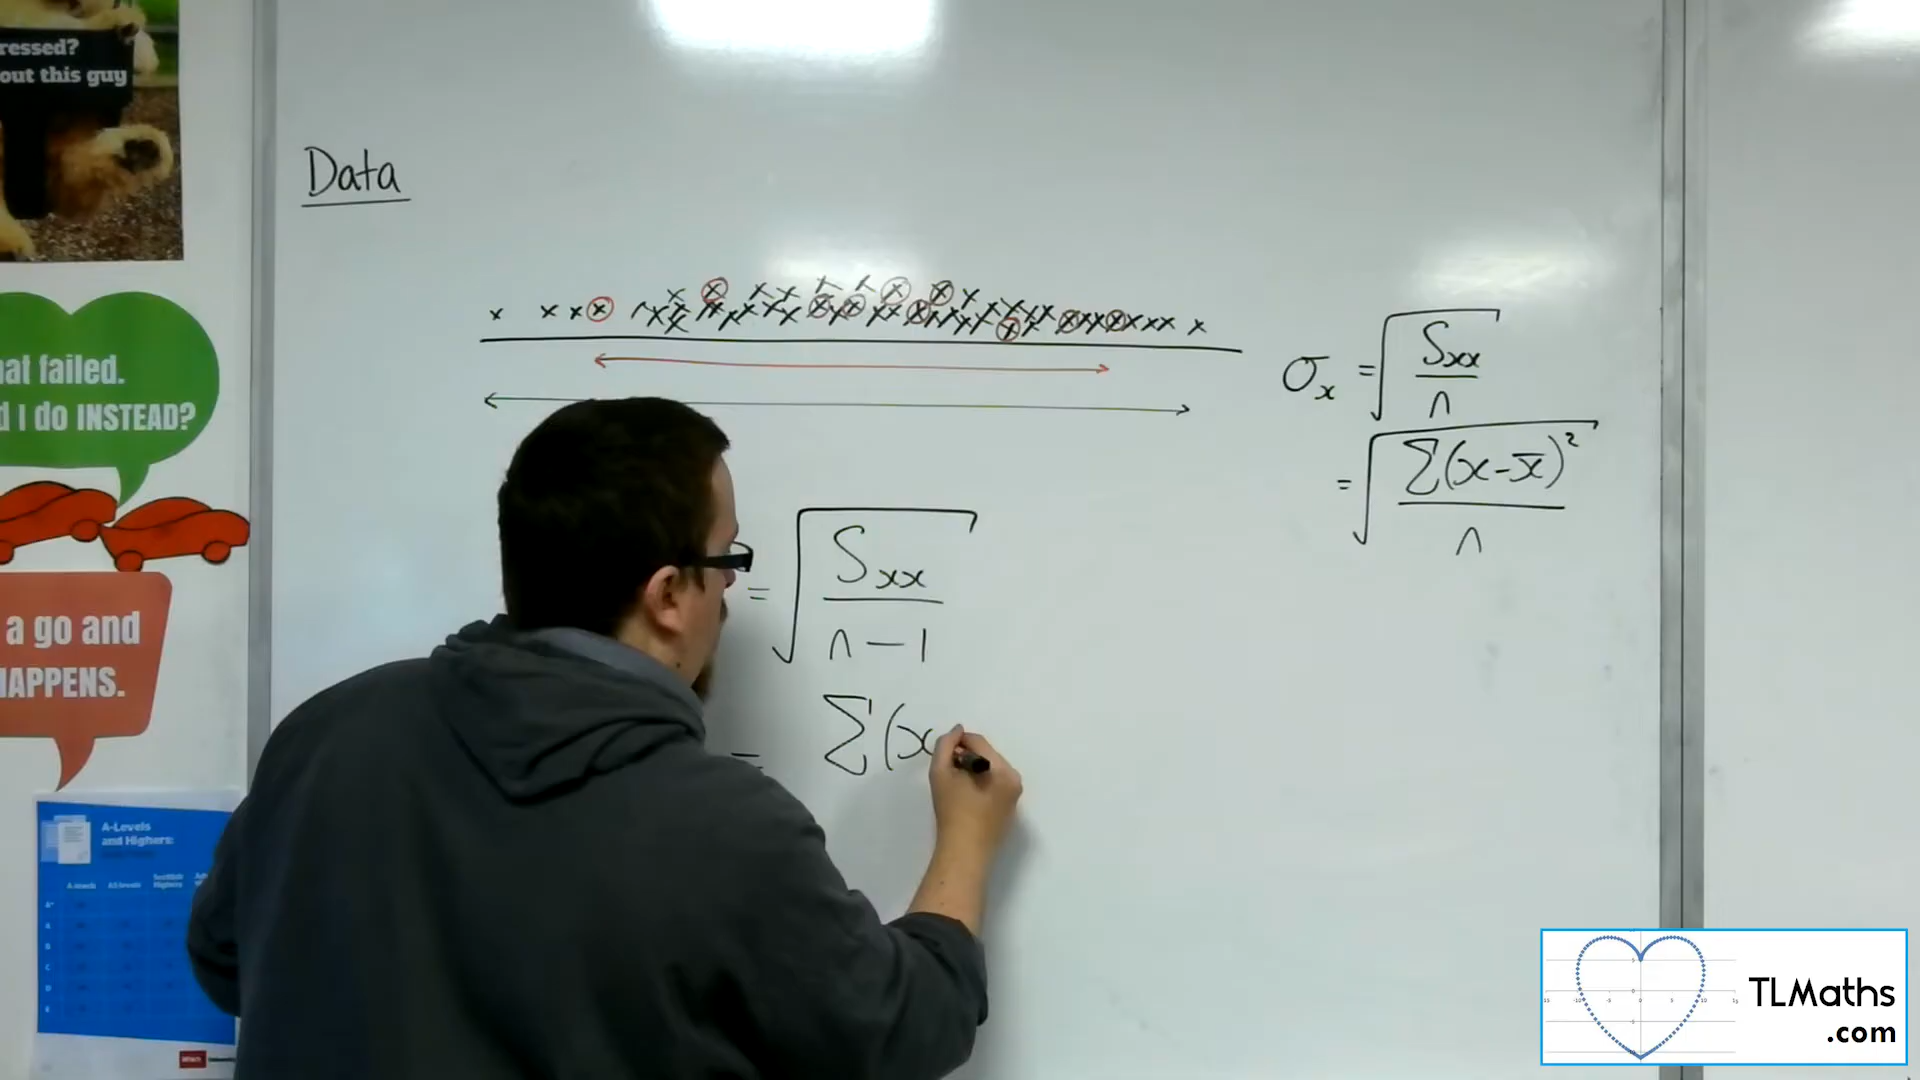 ressed?
out this guy
Data
hat failed.
d I do INSTEAD?
a go and
HAPPENS.
A-Levels
and Highers:
σx = √(Sxx/n)
= √(∑(x-x̄)²/n)
= √(Sxx/(n-1))
= ∑(x
TLMaths
.com